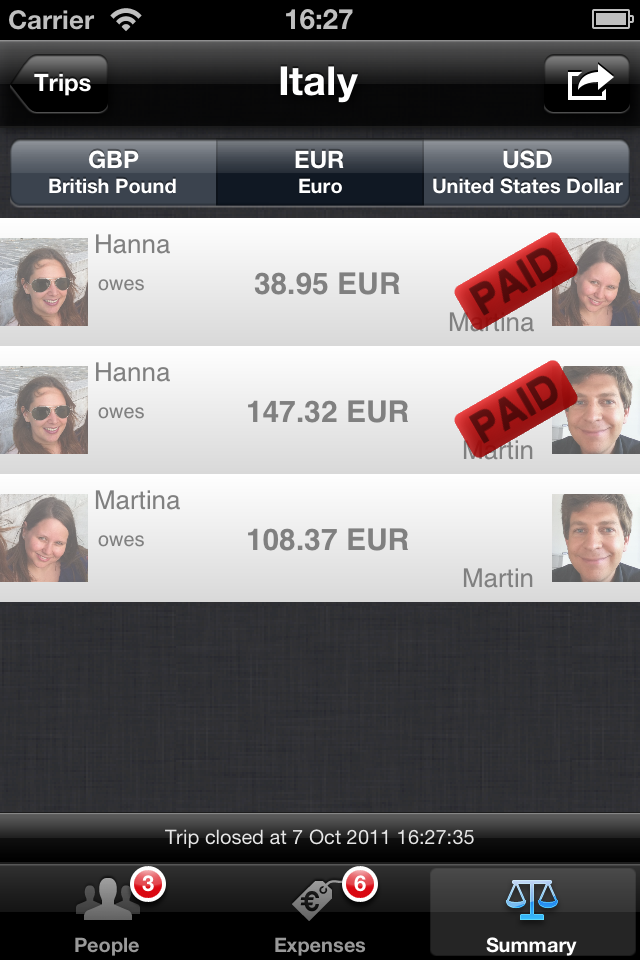 Carrier 16:27
Trips Italy
GBP EUR USD
British Pound Euro United States Dollar
Hanna
owes 38.95 EUR PAID
Martina
Hanna
owes 147.32 EUR PAID
Martin
Martina
owes 108.37 EUR
Martin
Trip closed at 7 Oct 2011 16:27:35
3 6
People Expenses Summary